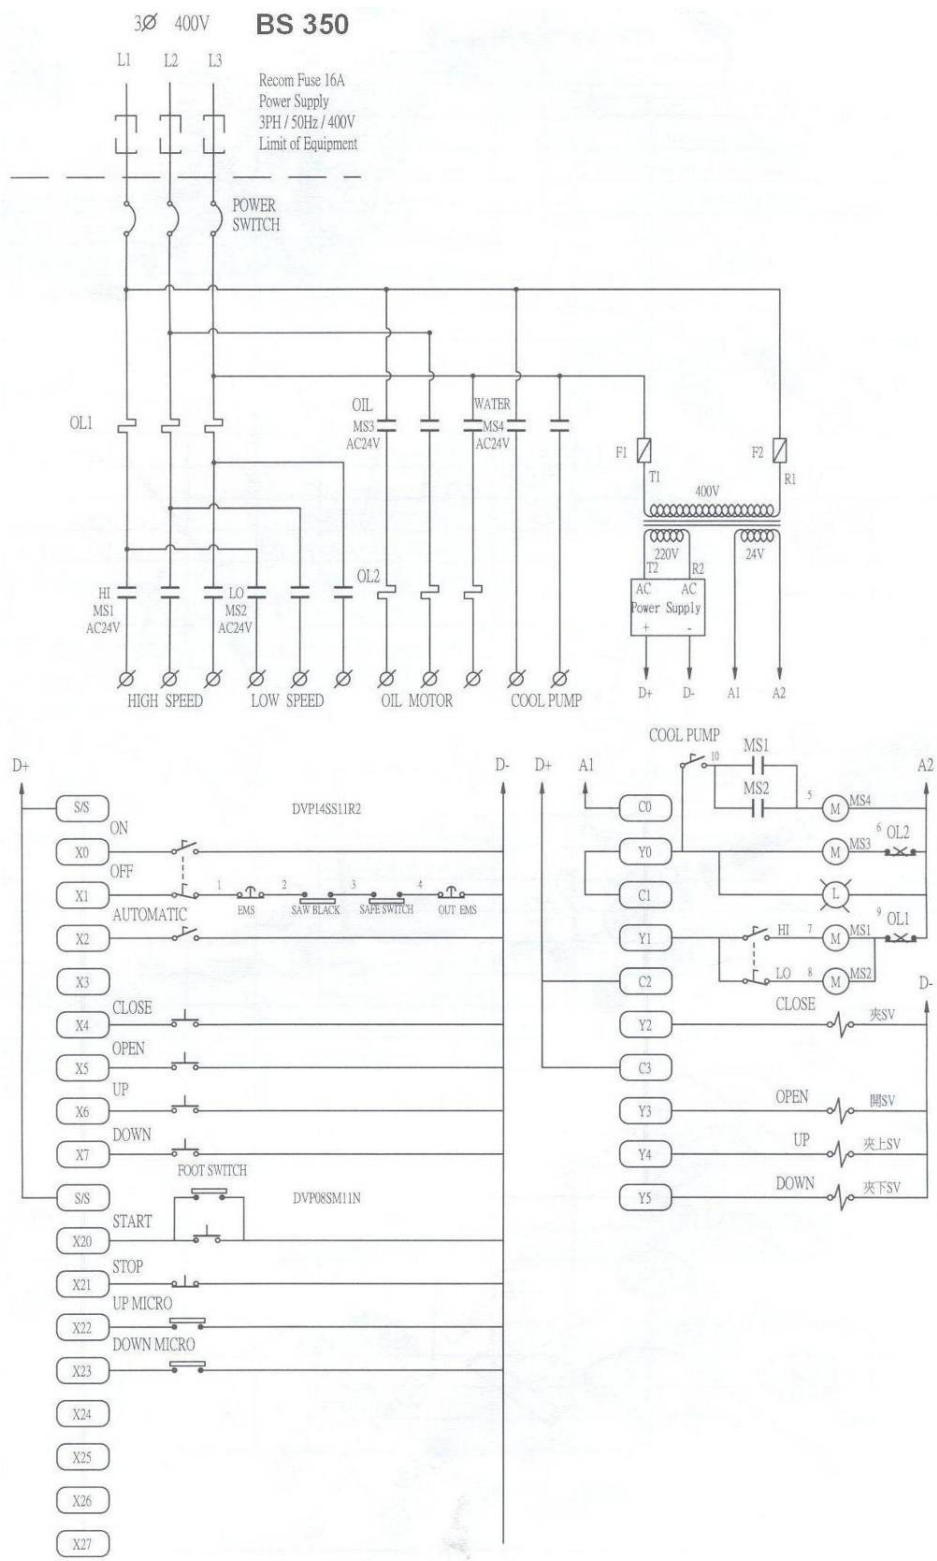 3Ø 400V BS 350
L1 L2 L3
Recom Fuse 16A
Power Supply
3PH / 50Hz / 400V
Limit of Equipment
POWER
SWITCH
OL1
OIL
MS3
AC24V
WATER
MS4
AC24V
F1
T1
F2
R1
400V
220V
24V
T2
R2
AC AC
Power Supply
+ -
HI
MS1
AC24V
LO
MS2
AC24V
OL2
HIGH SPEED
LOW SPEED
OIL MOTOR
COOL PUMP
D+ D- A1 A2
D+
D-
S/S
DVP14SS11R2
ON
X0
OFF
X1
1 2 3 4
EMS
SAW BLACK
SAFE SWITCH
OUT EMS
AUTOMATIC
X2
X3
CLOSE
X4
OPEN
X5
UP
X6
DOWN
X7
FOOT SWITCH
S/S
DVP08SM11N
START
X20
STOP
X21
UP MICRO
X22
DOWN MICRO
X23
X24
X25
X26
X27
D+ A1
COOL PUMP
10
MS1
MS2
A2
C0
5
M
MS4
Y0
M
MS3
6
OL2
C1
L
Y1
HI
7
M
MS1
9
OL1
C2
LO
8
M
MS2
D-
CLOSE
Y2
夾SV
C3
OPEN
Y3
開SV
UP
Y4
夾上SV
DOWN
Y5
夾下SV